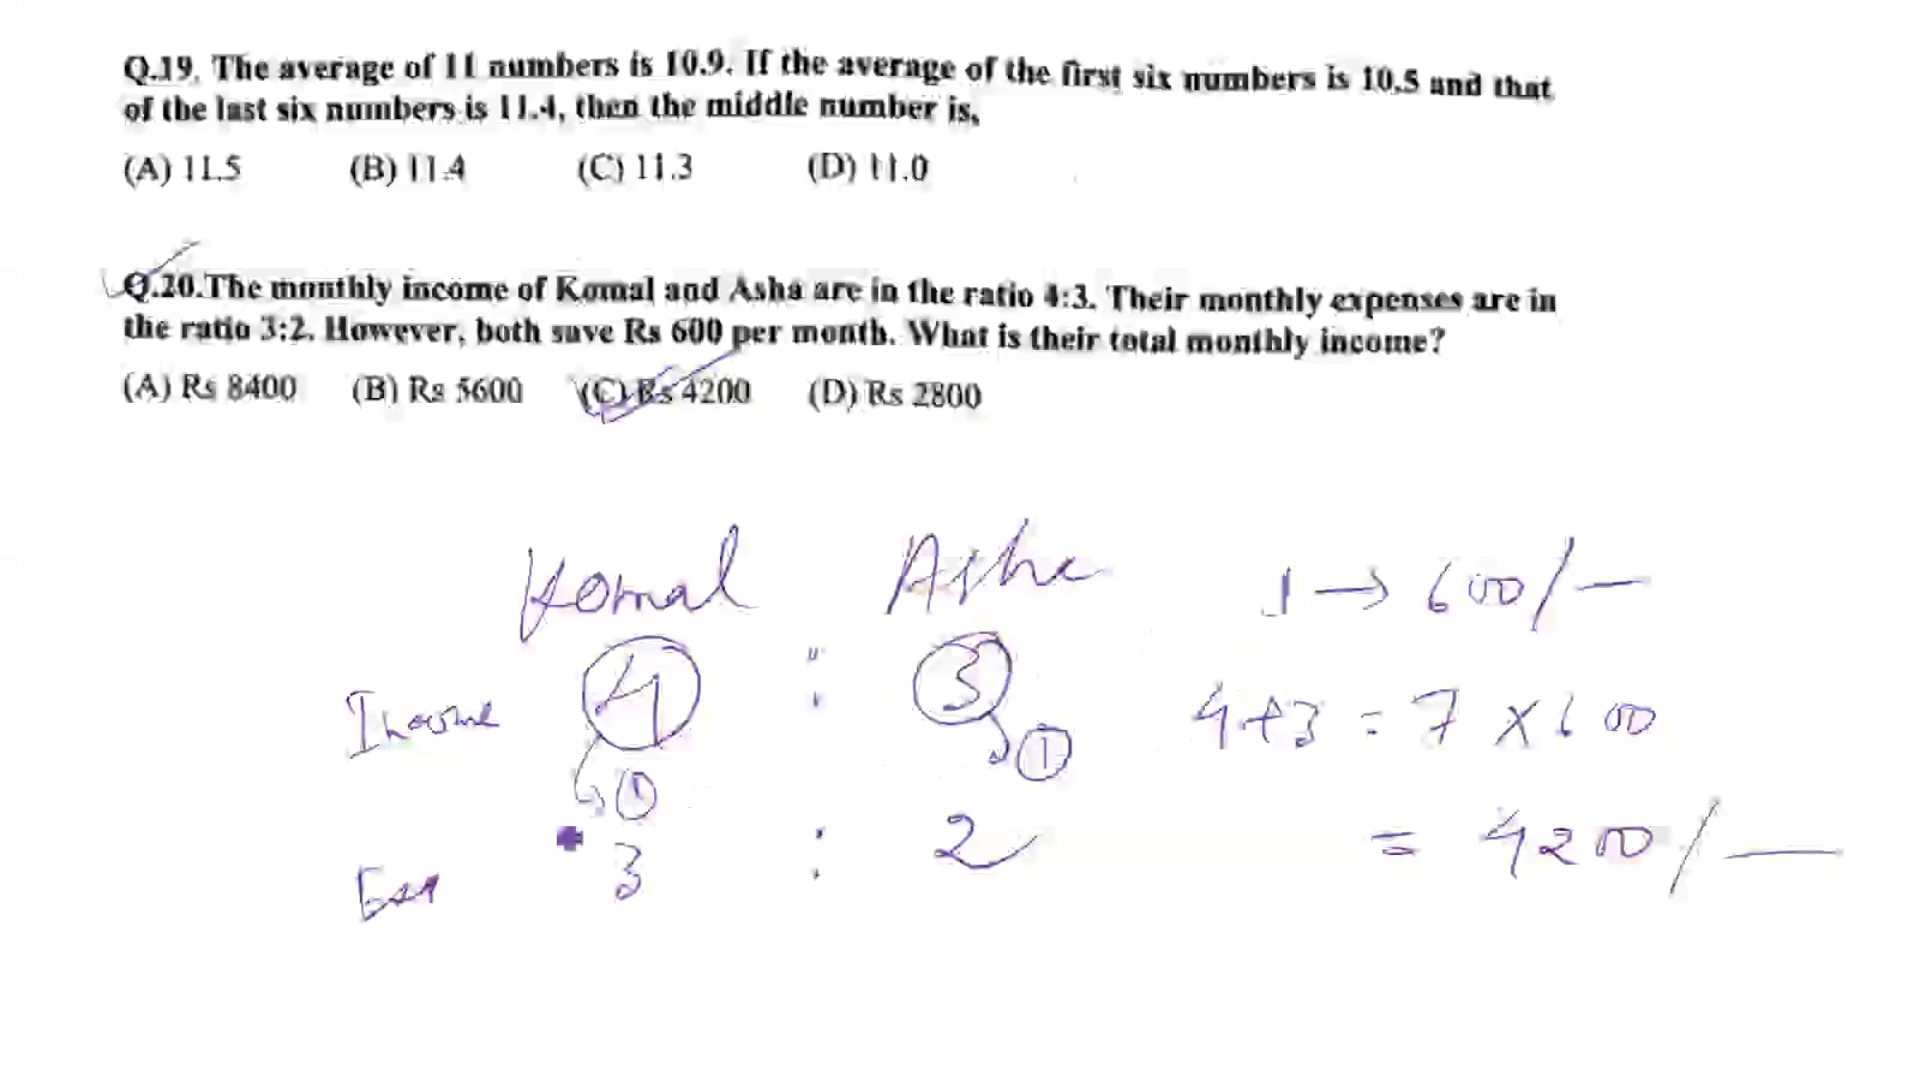 Q.19. The average of 11 numbers is 10.9. If the average of the first six numbers is 10.5 and that
of the last six numbers is 11.4, then the middle number is,
(A) 11.5 (B) 11.4 (C) 11.3 (D) 11.0
Q.20.The monthly income of Komal and Asha are in the ratio 4:3. Their monthly expenses are in
the ratio 3:2. However, both save Rs 600 per month. What is their total monthly income?
(A) Rs 8400 (B) Rs 5600 (C) Rs 4200 (D) Rs 2800
Komal Asha
1 → 600/—
Income 4 : 3
4+3 = 7 × 600
1 1
3 : 2
= 4200/—